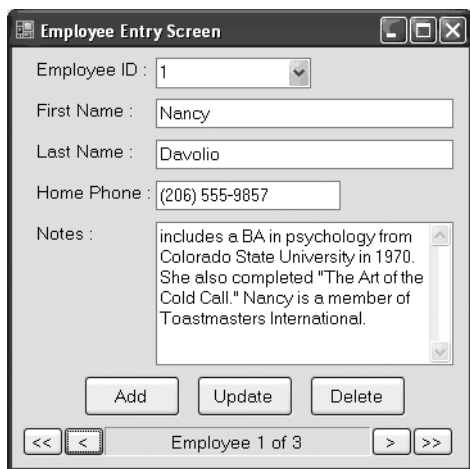 Employee Entry Screen
Employee ID : 1
First Name : Nancy
Last Name : Davolio
Home Phone : (206) 555-9857
Notes : includes a BA in psychology from
Colorado State University in 1970.
She also completed "The Art of the
Cold Call." Nancy is a member of
Toastmasters International.
Add Update Delete
<< < Employee 1 of 3 > >>